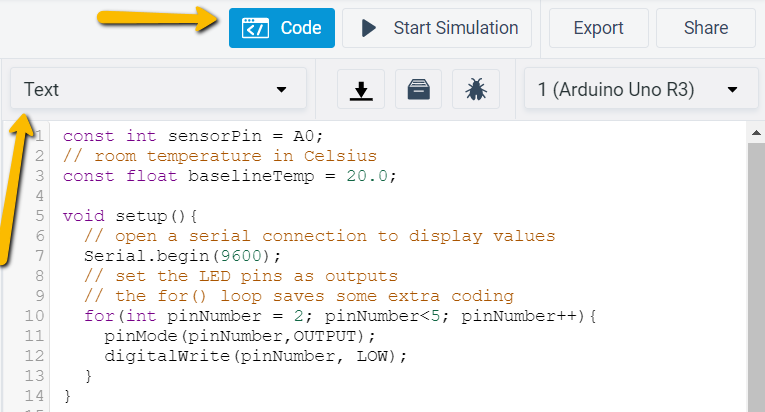 Code Start Simulation Export Share
Text 1 (Arduino Uno R3)
1 const int sensorPin = A0;
2 // room temperature in Celsius
3 const float baselineTemp = 20.0;
4
5 void setup(){
6   // open a serial connection to display values
7   Serial.begin(9600);
8   // set the LED pins as outputs
9   // the for() loop saves some extra coding
10   for(int pinNumber = 2; pinNumber<5; pinNumber++){
11     pinMode(pinNumber,OUTPUT);
12     digitalWrite(pinNumber, LOW);
13   }
14 }